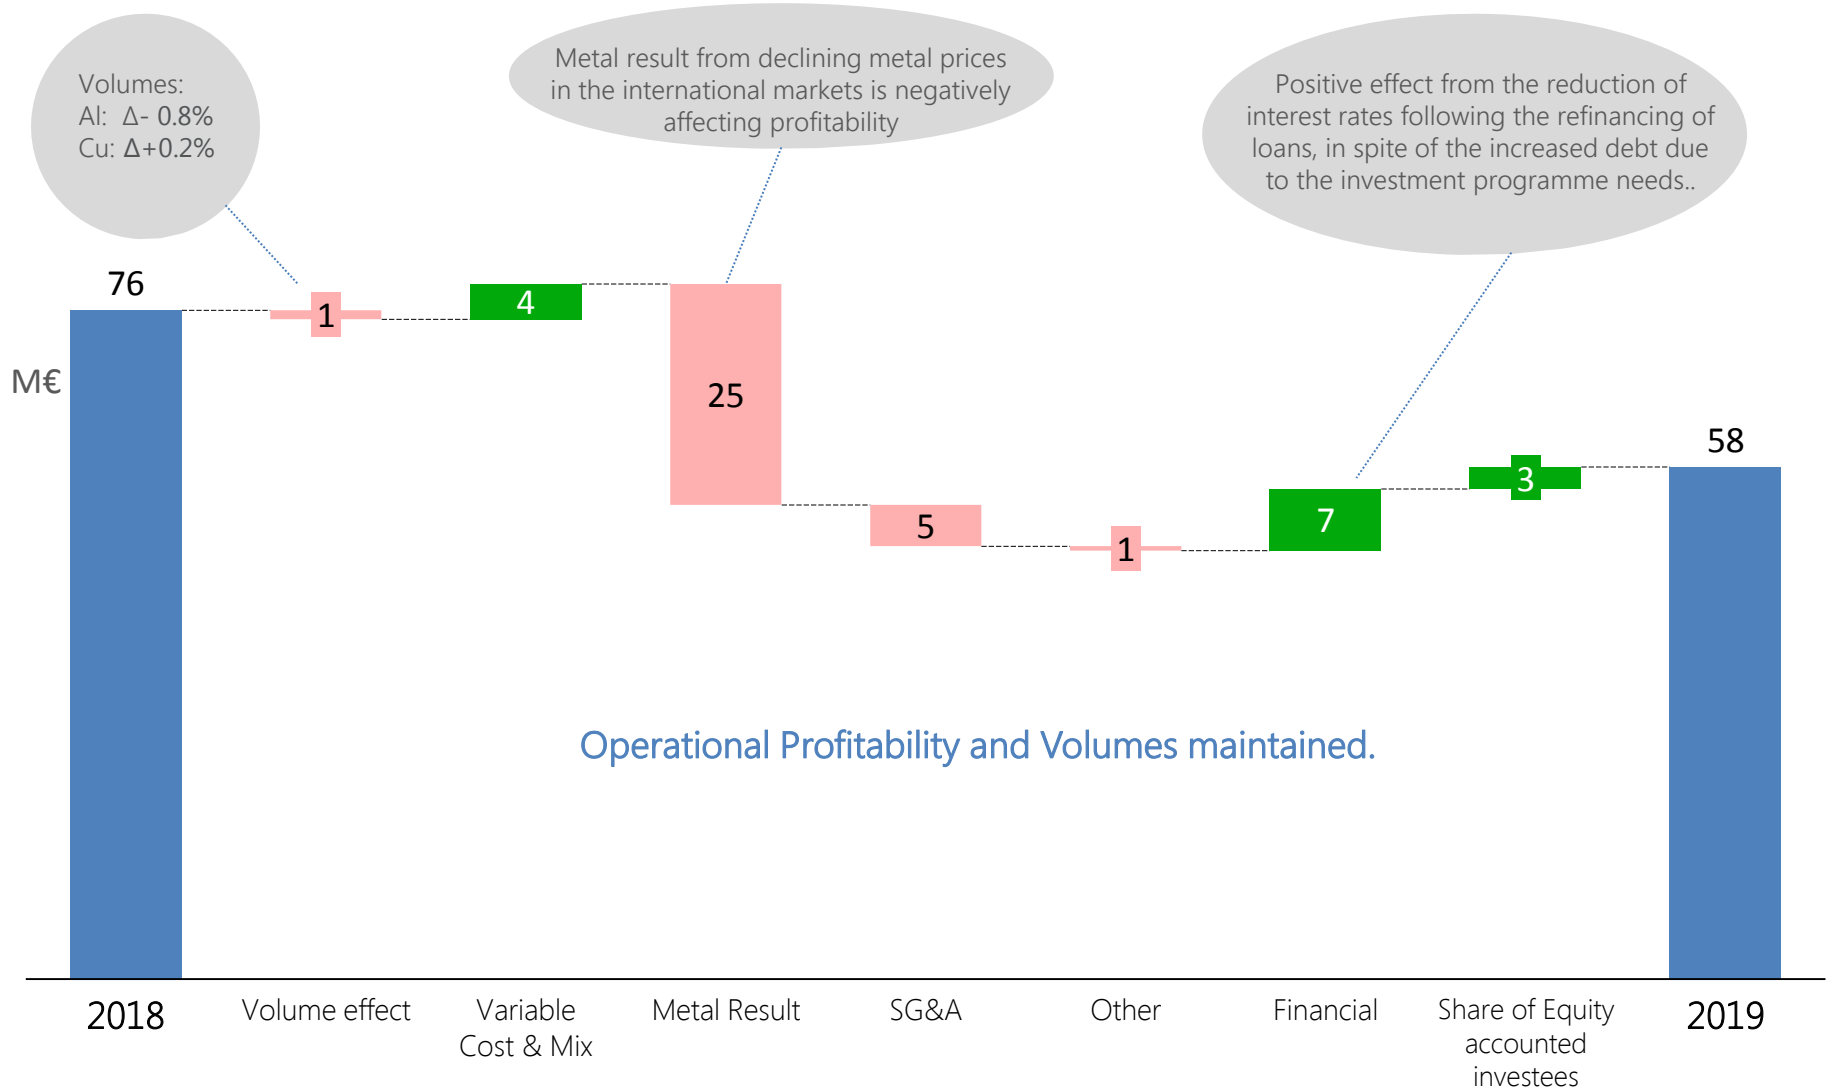 Volumes:
Al: Δ- 0.8%
Cu: Δ+0.2%
Metal result from declining metal prices
in the international markets is negatively
affecting profitability
Positive effect from the reduction of
interest rates following the refinancing of
loans, in spite of the increased debt due
to the investment programme needs..
76
1
4
25
5
1
7
3
58
M€
Operational Profitability and Volumes maintained.
2018
Volume effect
Variable
Cost & Mix
Metal Result
SG&A
Other
Financial
Share of Equity
accounted
investees
2019